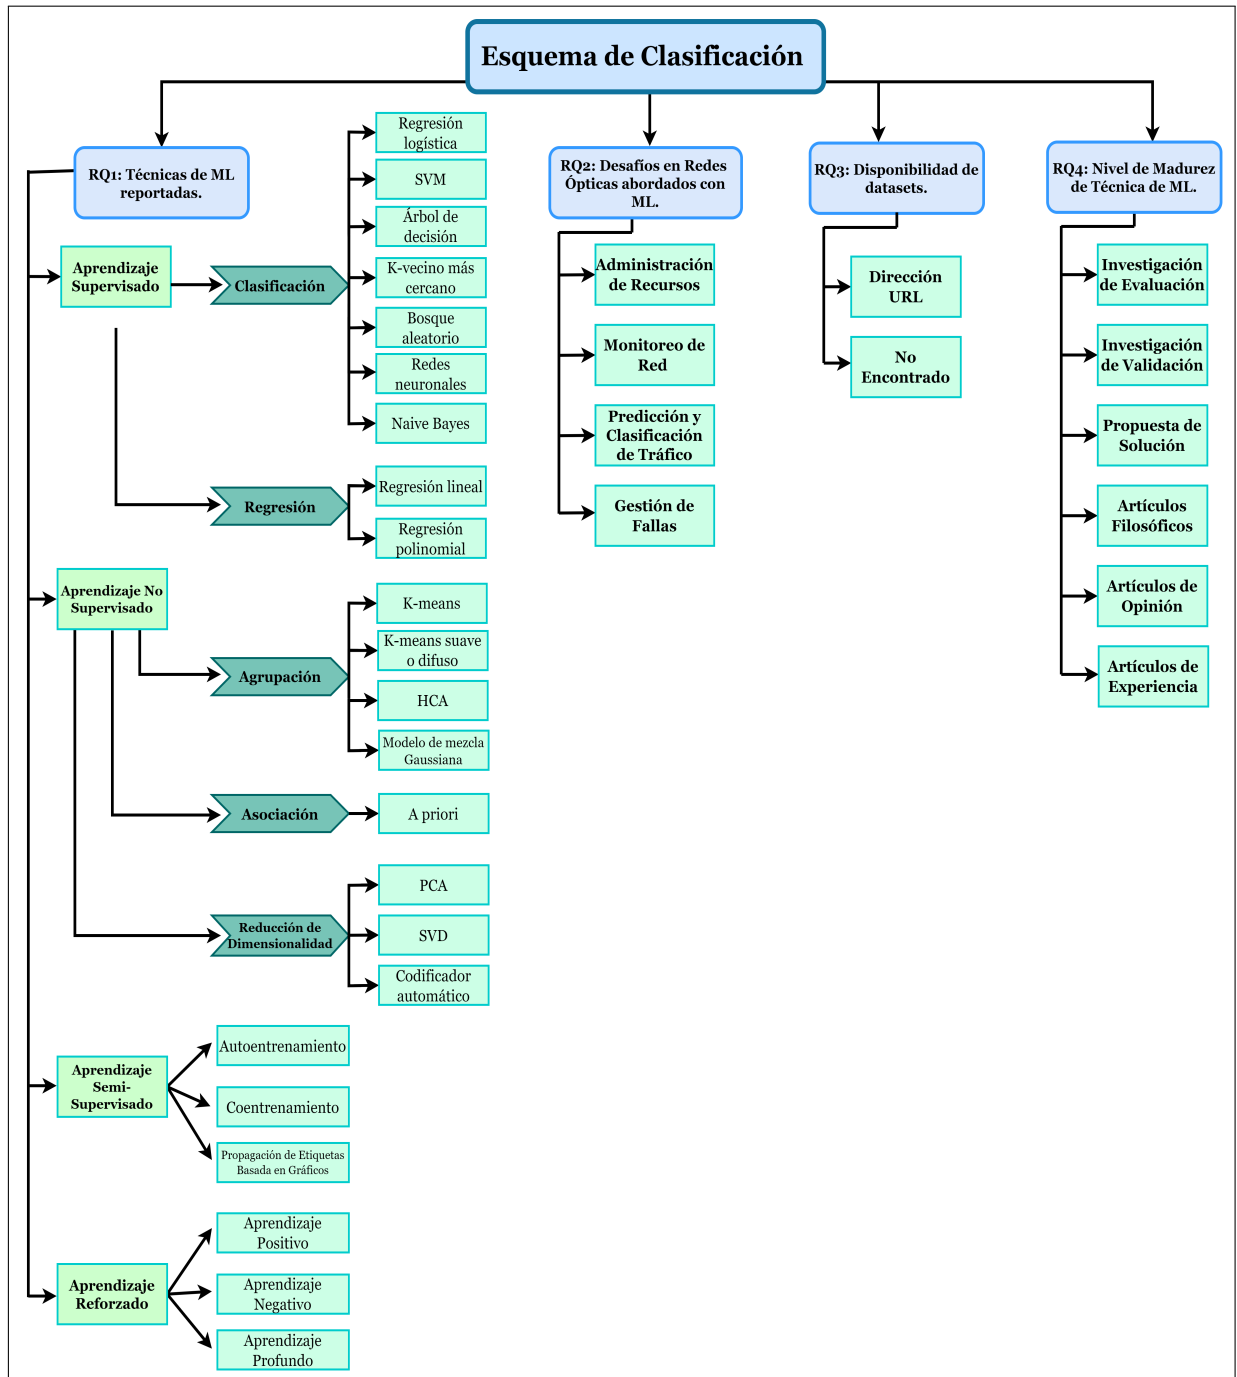 Esquema de Clasificación
RQ1: Técnicas de ML
reportadas.
Aprendizaje
Supervisado
Clasificación
Regresión
logística
SVM
Árbol de
decisión
K-vecino más
cercano
Bosque
aleatorio
Redes
neuronales
Naive Bayes
Regresión
Regresión lineal
Regresión
polinomial
Aprendizaje No
Supervisado
Agrupación
K-means
K-means suave
o difuso
HCA
Modelo de mezcla
Gaussiana
Asociación
A priori
Reducción de
Dimensionalidad
PCA
SVD
Codificador
automático
Aprendizaje
Semi-
Supervisado
Autoentrenamiento
Coentrenamiento
Propagación de Etiquetas
Basada en Gráficos
Aprendizaje
Reforzado
Aprendizaje
Positivo
Aprendizaje
Negativo
Aprendizaje
Profundo
RQ2: Desafíos en Redes
Ópticas abordados con
ML.
Administración
de Recursos
Monitoreo de
Red
Predicción y
Clasificación
de Tráfico
Gestión de
Fallas
RQ3: Disponibilidad de
datasets.
Dirección
URL
No
Encontrado
RQ4: Nivel de Madurez
de Técnica de ML.
Investigación
de Evaluación
Investigación
de Validación
Propuesta de
Solución
Artículos
Filosóficos
Artículos de
Opinión
Artículos de
Experiencia